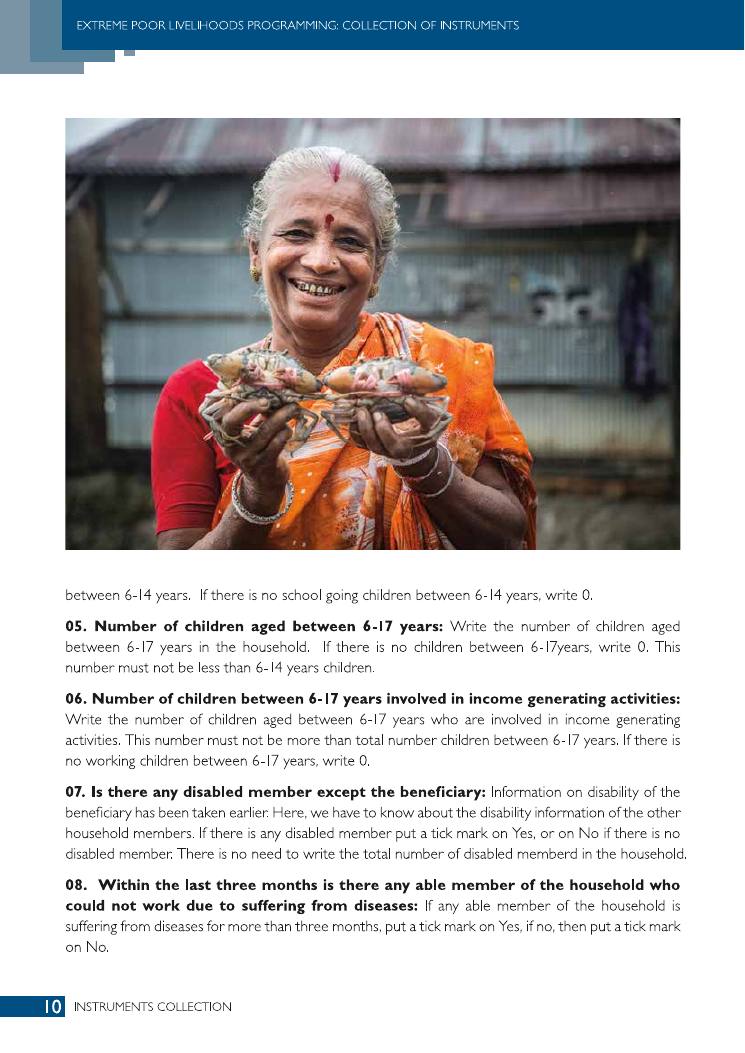 EXTREME POOR LIVELIHOODS PROGRAMMING: COLLECTION OF INSTRUMENTS
between 6-14 years.  If there is no school going children between 6-14 years, write 0.
05. Number of children aged between 6-17 years: Write the number of children aged
between 6-17 years in the household.  If there is no children between 6-17years, write 0. This
number must not be less than 6-14 years children.
06. Number of children between 6-17 years involved in income generating activities:
Write the number of children aged between 6-17 years who are involved in income generating
activities. This number must not be more than total number children between 6-17 years. If there is
no working children between 6-17 years, write 0.
07. Is there any disabled member except the beneficiary: Information on disability of the
beneficiary has been taken earlier. Here, we have to know about the disability information of the other
household members. If there is any disabled member put a tick mark on Yes, or on No if there is no
disabled member. There is no need to write the total number of disabled memberd in the household.
08.  Within the last three months is there any able member of the household who
could not work due to suffering from diseases: If any able member of the household is
suffering from diseases for more than three months, put a tick mark on Yes, if no, then put a tick mark
on No.
10 INSTRUMENTS COLLECTION